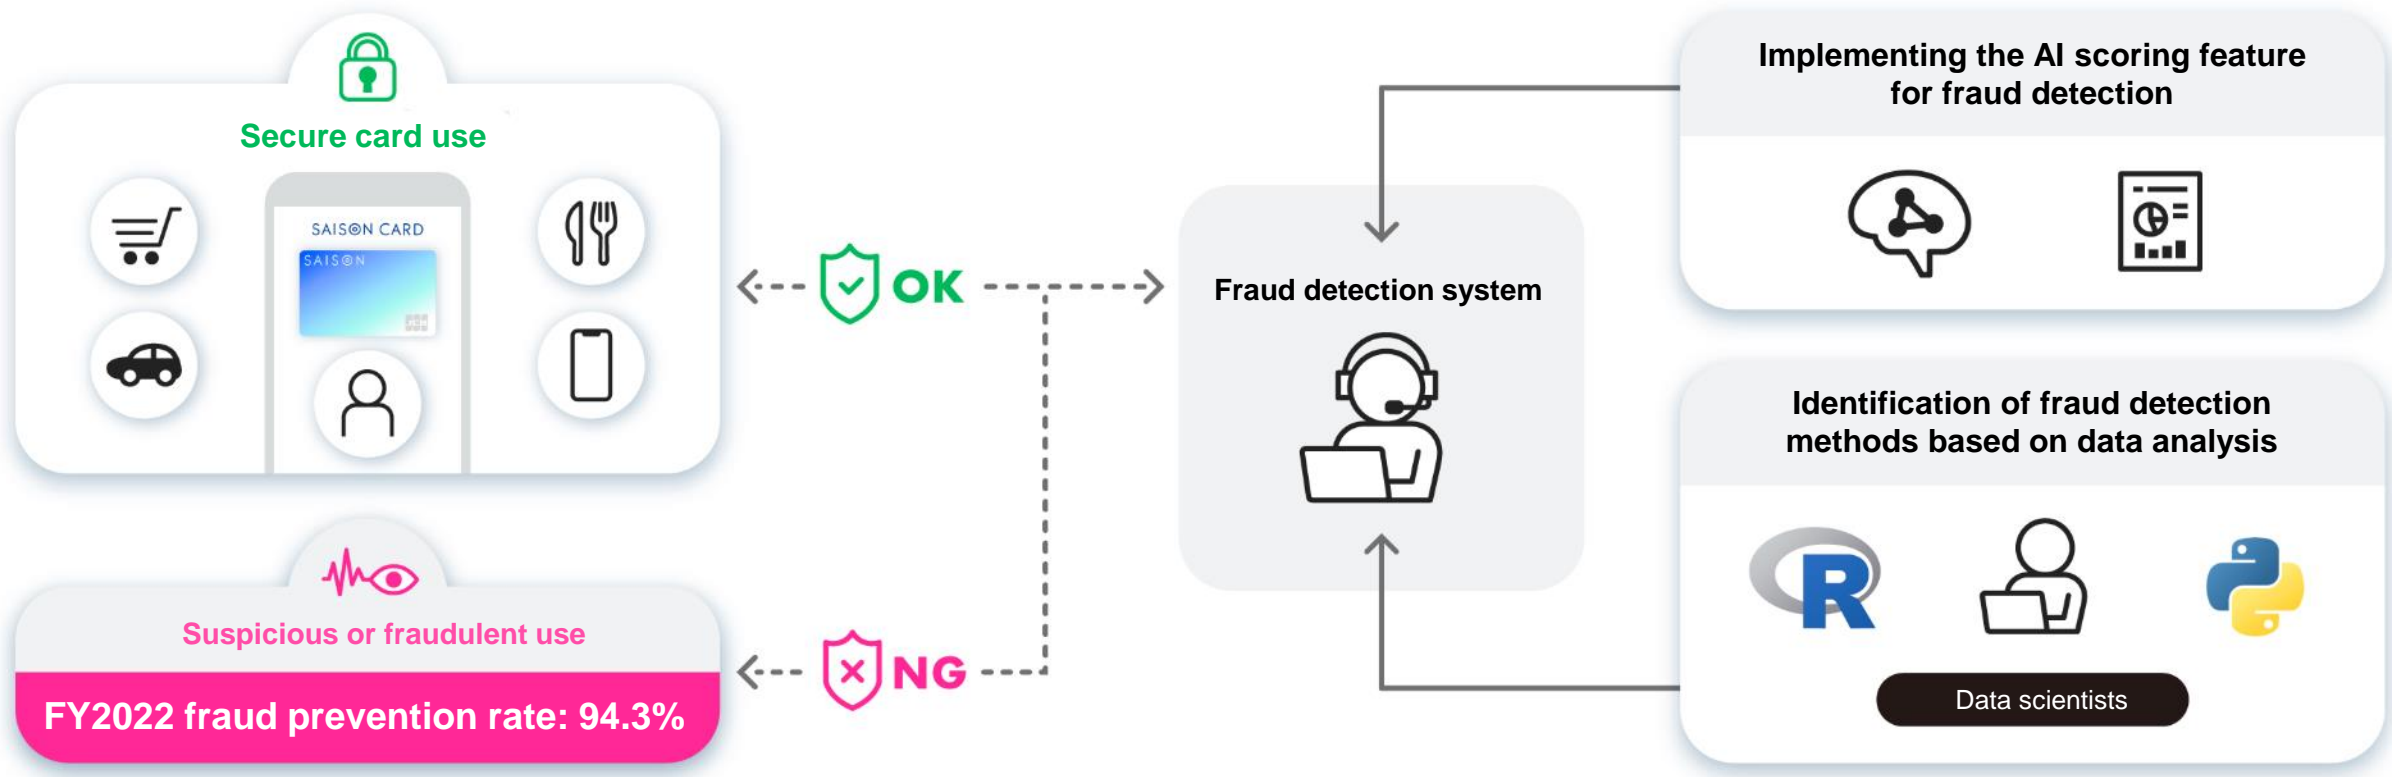 Secure card use
SAISON CARD
SAISON
OK
Suspicious or fraudulent use
FY2022 fraud prevention rate: 94.3%
NG
Fraud detection system
Implementing the AI scoring feature
for fraud detection
Identification of fraud detection
methods based on data analysis
R
Data scientists